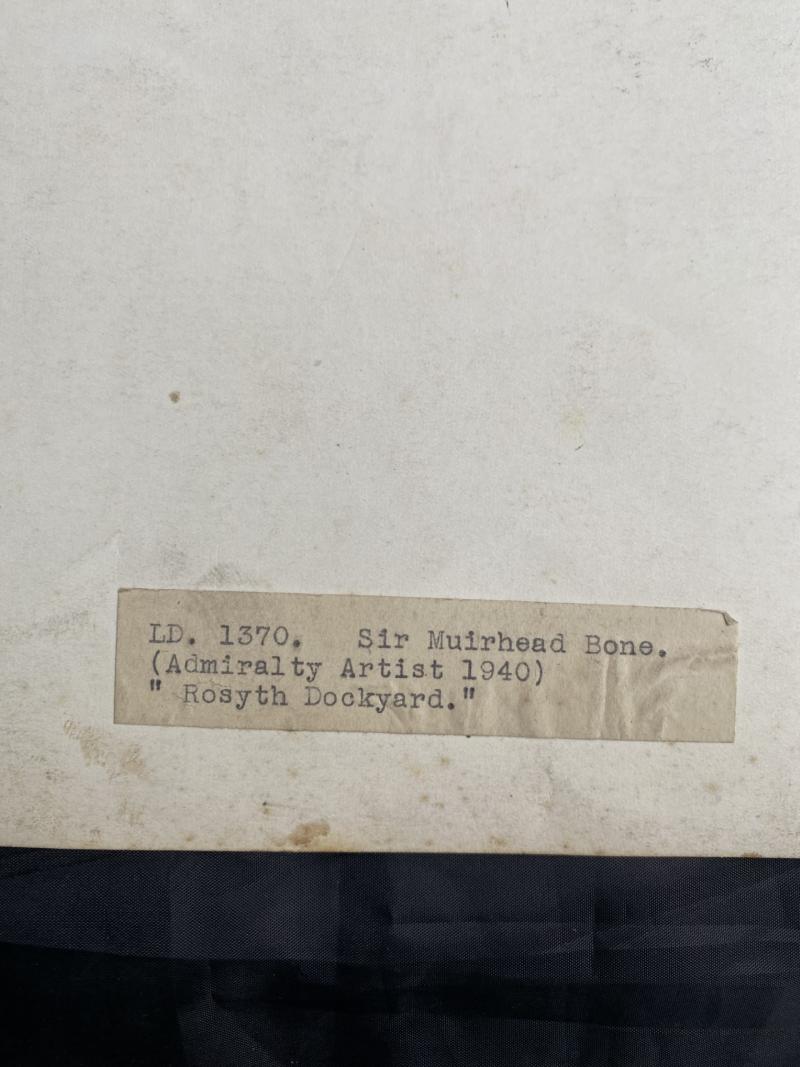 LD. 1370.   Sir Muirhead Bone.
(Admiralty Artist 1940)
" Rosyth Dockyard."